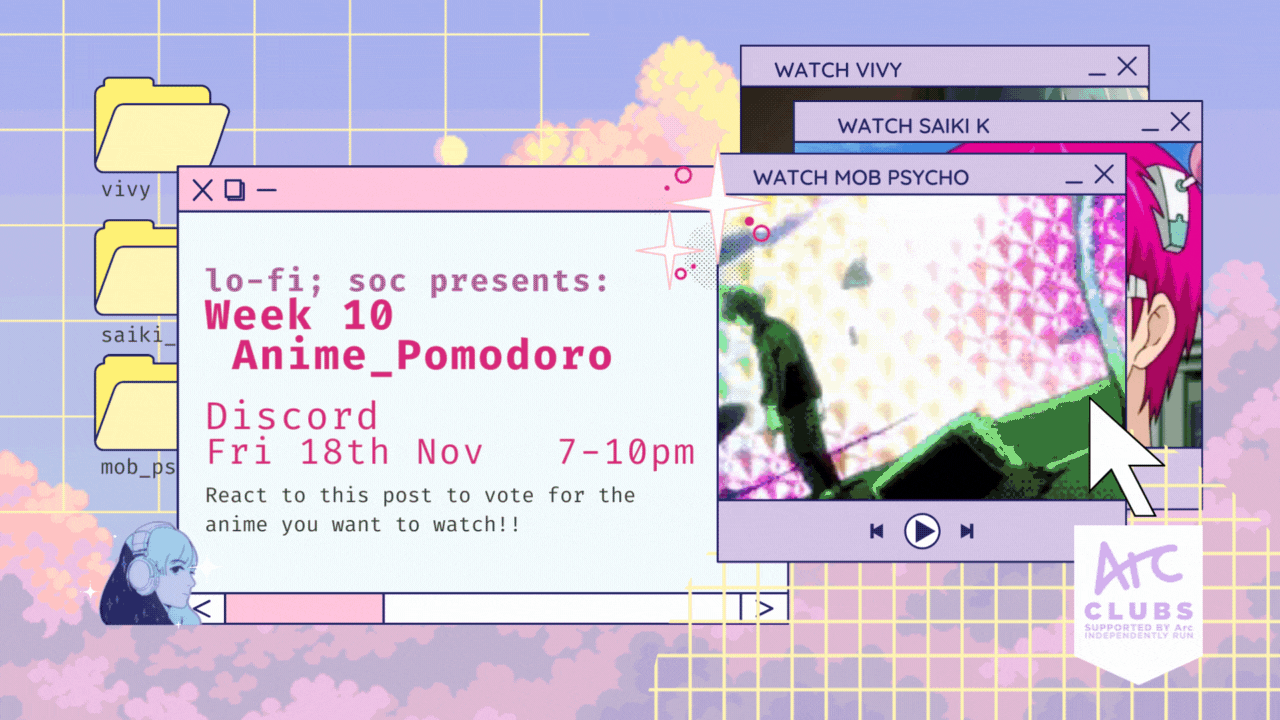 WATCH VIVY
WATCH SAIKI K
WATCH MOB PSYCHO
vivy
saiki_
mob_ps
lo-fi; soc presents:
Week 10
Anime_Pomodoro
Discord
Fri 18th Nov 7-10pm
React to this post to vote for the
anime you want to watch!!
Arc
CLUBS
SUPPORTED BY Arc
INDEPENDENTLY RUN